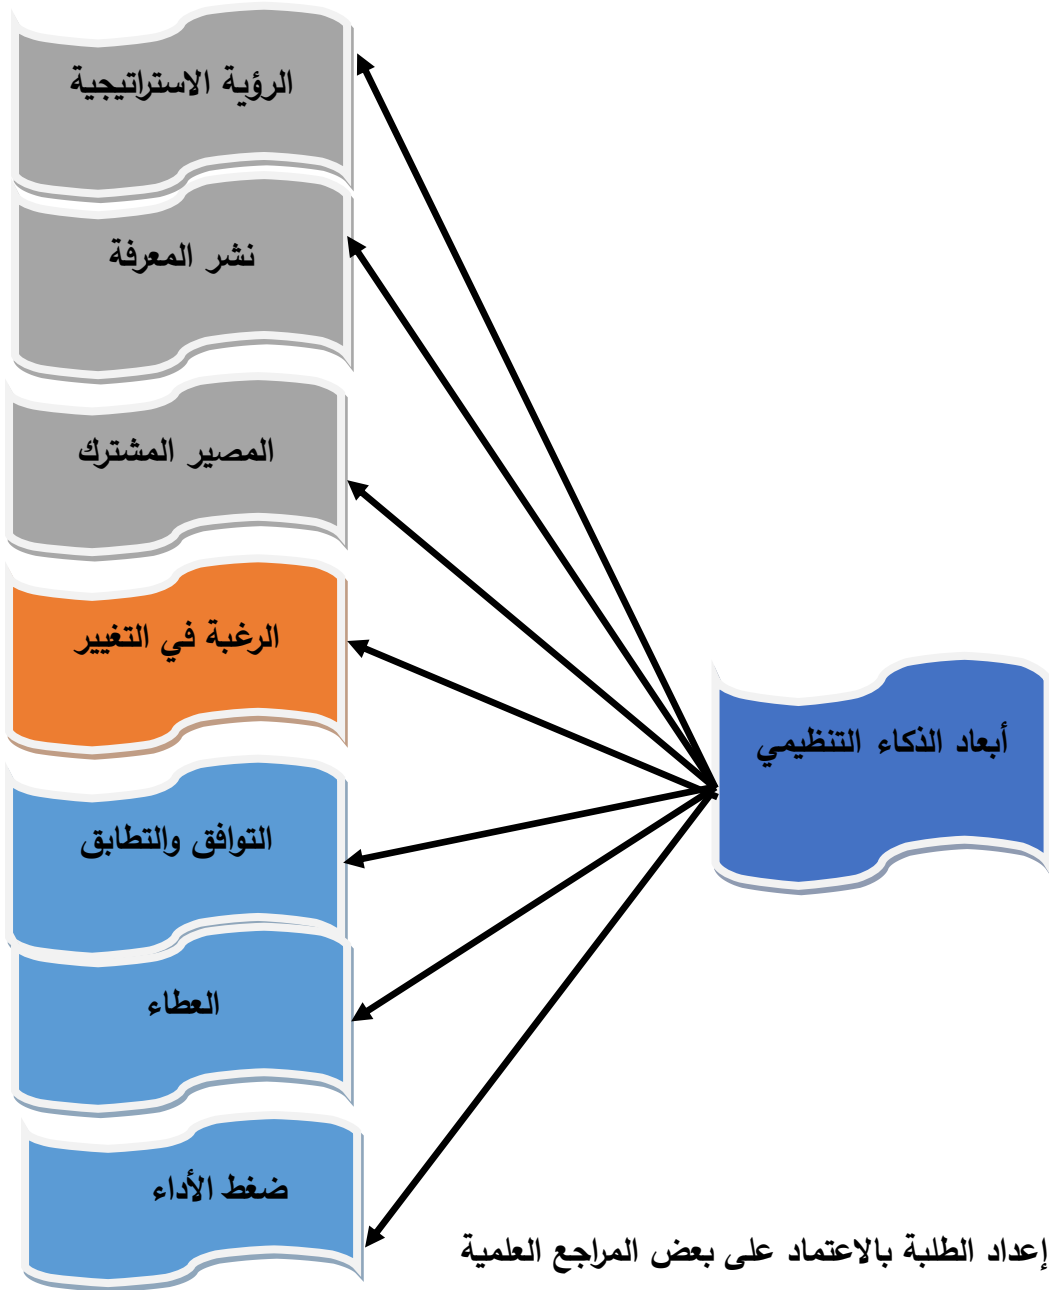 الرؤية الاستراتيجية
نشر المعرفة
المصير المشترك
الرغبة في التغيير
أبعاد الذكاء التنظيمي
التوافق والتطابق
العطاء
ضغط الأداء
إعداد الطلبة بالاعتماد على بعض المراجع العلمية